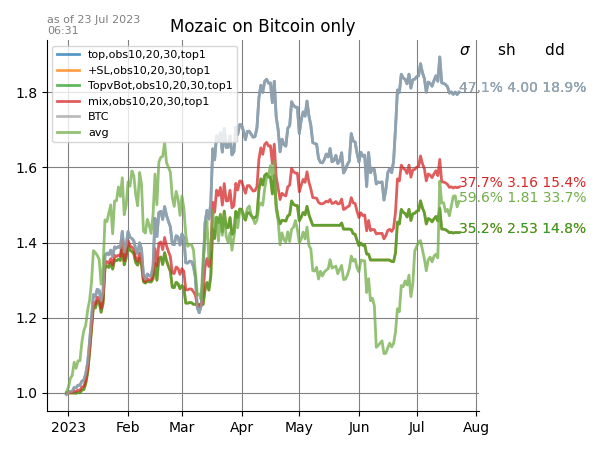 as of 23 Jul 2023
06:31
Mozaic on Bitcoin only
σ sh dd
top,obs10,20,30,top1
+SL,obs10,20,30,top1
TopvBot,obs10,20,30,top1
mix,obs10,20,30,top1
BTC
avg
47.1% 4.00 18.9%
37.7% 3.16 15.4%
59.6% 1.81 33.7%
35.2% 2.53 14.8%
1.8
1.6
1.4
1.2
1.0
2023 Feb Mar Apr May Jun Jul Aug